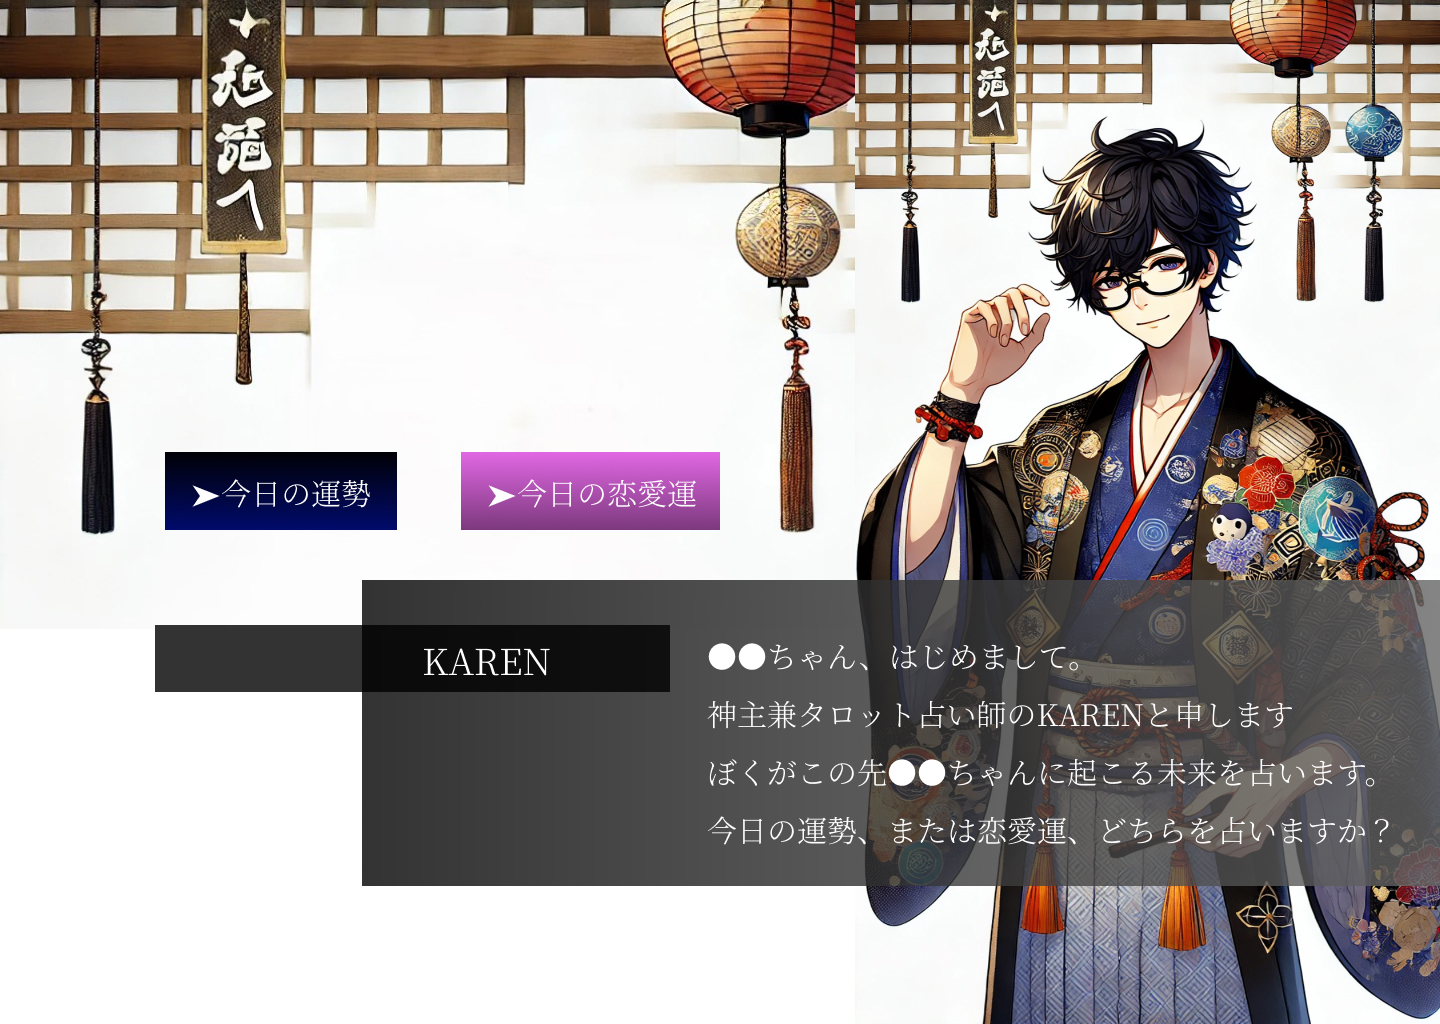 ➤今日の運勢
➤今日の恋愛運
KAREN
●●ちゃん、はじめまして。
神主兼タロット占い師のKARENと申します
ぼくがこの先●●ちゃんに起こる未来を占います。
今日の運勢、または恋愛運、どちらを占いますか？